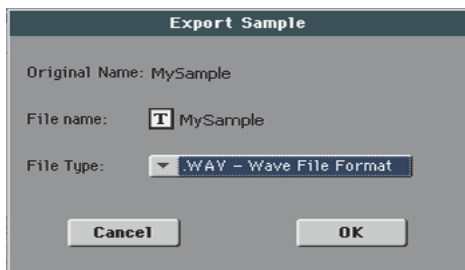 Export Sample
Original Name: MySample
File name: T MySample
File Type: .WAV – Wave File Format
Cancel OK